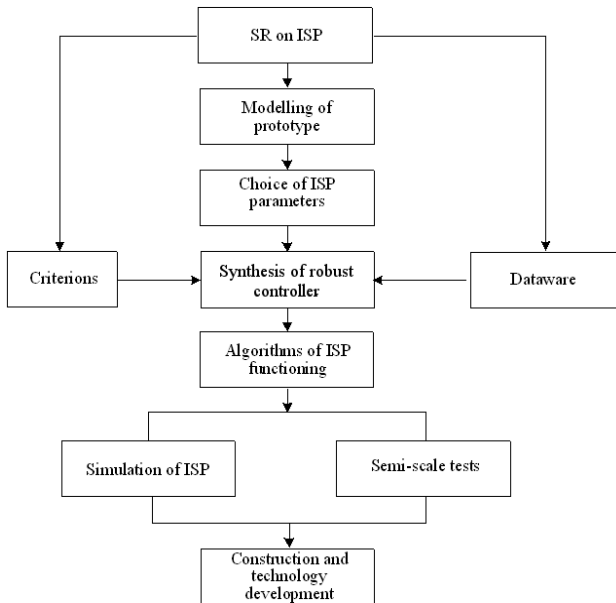 SR on ISP
Modelling of
prototype
Choice of ISP
parameters
Criterions
Synthesis of robust
controller
Dataware
Algorithms of ISP
functioning
Simulation of ISP
Semi-scale tests
Construction and
technology
development